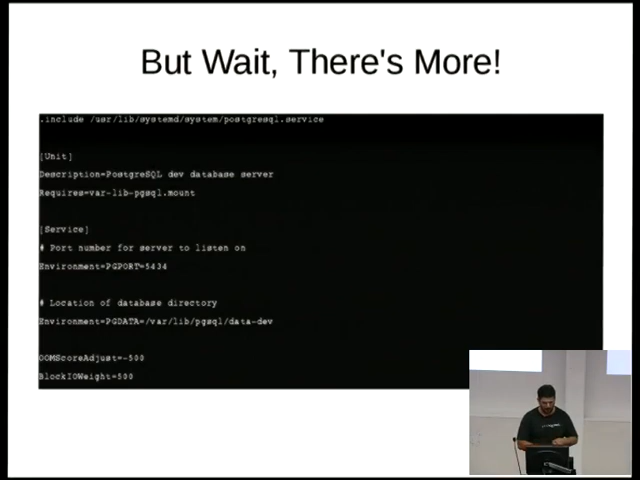 But Wait, There's More!
.include /usr/lib/systemd/system/postgresql.service
[Unit]
Description=PostgreSQL dev database server
Requires=var-lib-pgsql.mount
[Service]
# Port number for server to listen on
Environment=PGPORT=5434
# Location of database directory
Environment=PGDATA=/var/lib/pgsql/data-dev
OOMScoreAdjust=-500
BlockIOWeight=500